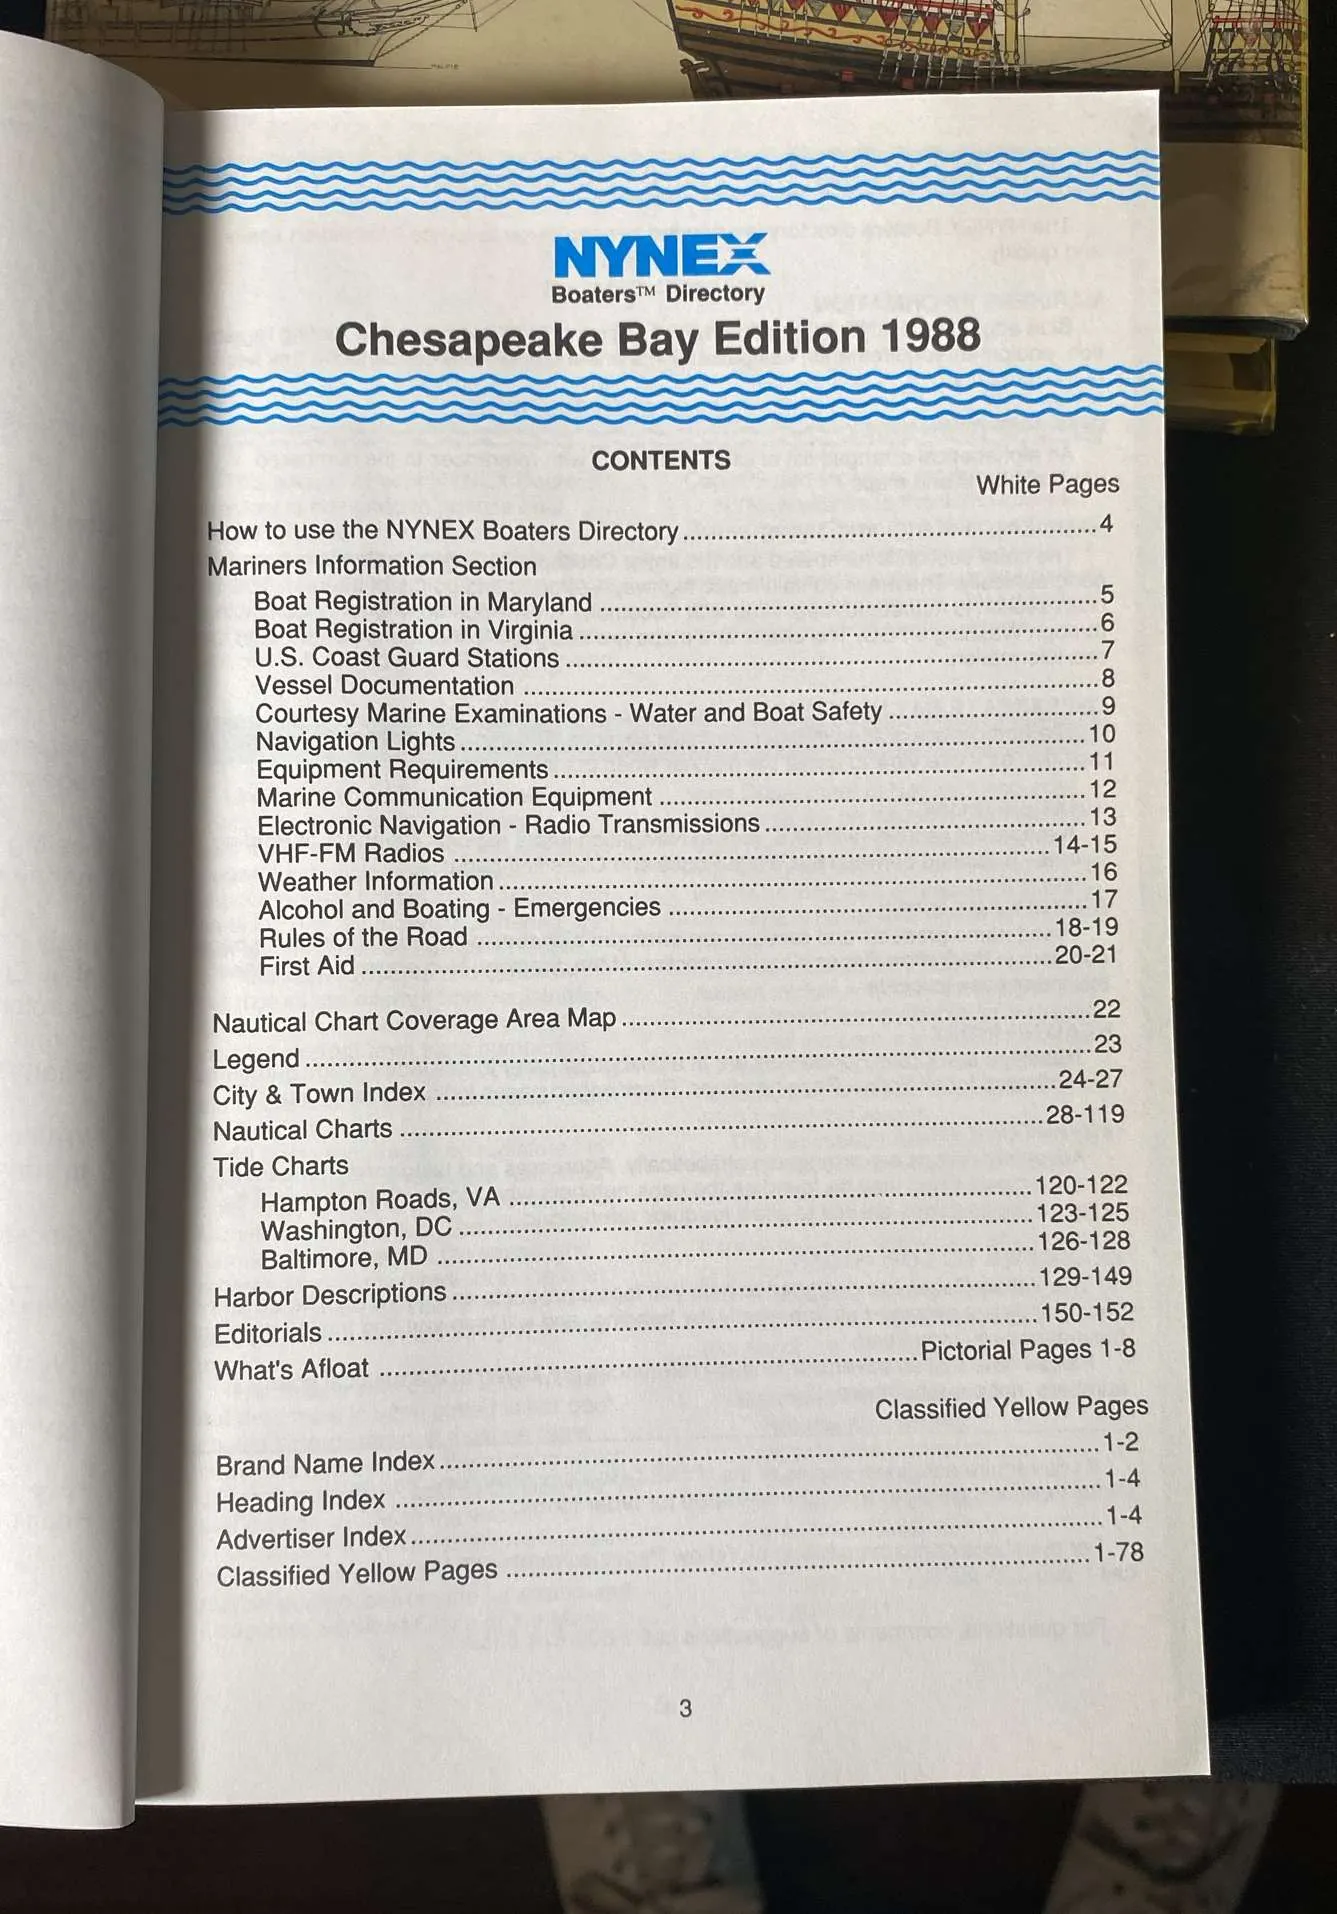 NYNEX
Boaters™ Directory
Chesapeake Bay Edition 1988
CONTENTS
White Pages
How to use the NYNEX Boaters Directory....................4
Mariners Information Section
Boat Registration in Maryland ....................5
Boat Registration in Virginia ....................6
U.S. Coast Guard Stations ....................7
Vessel Documentation ....................8
Courtesy Marine Examinations - Water and Boat Safety ....................9
Navigation Lights....................10
Equipment Requirements....................11
Marine Communication Equipment ....................12
Electronic Navigation - Radio Transmissions....................13
VHF-FM Radios ....................14-15
Weather Information....................16
Alcohol and Boating - Emergencies ....................17
Rules of the Road ....................18-19
First Aid....................20-21
Nautical Chart Coverage Area Map....................22
Legend....................23
City & Town Index ....................24-27
Nautical Charts ....................28-119
Tide Charts
Hampton Roads, VA ....................120-122
Washington, DC....................123-125
Baltimore, MD ....................126-128
Harbor Descriptions....................129-149
Editorials....................150-152
What's Afloat ....................Pictorial Pages 1-8
Classified Yellow Pages
Brand Name Index....................1-2
Heading Index ....................1-4
Advertiser Index....................1-4
Classified Yellow Pages ....................1-78
3